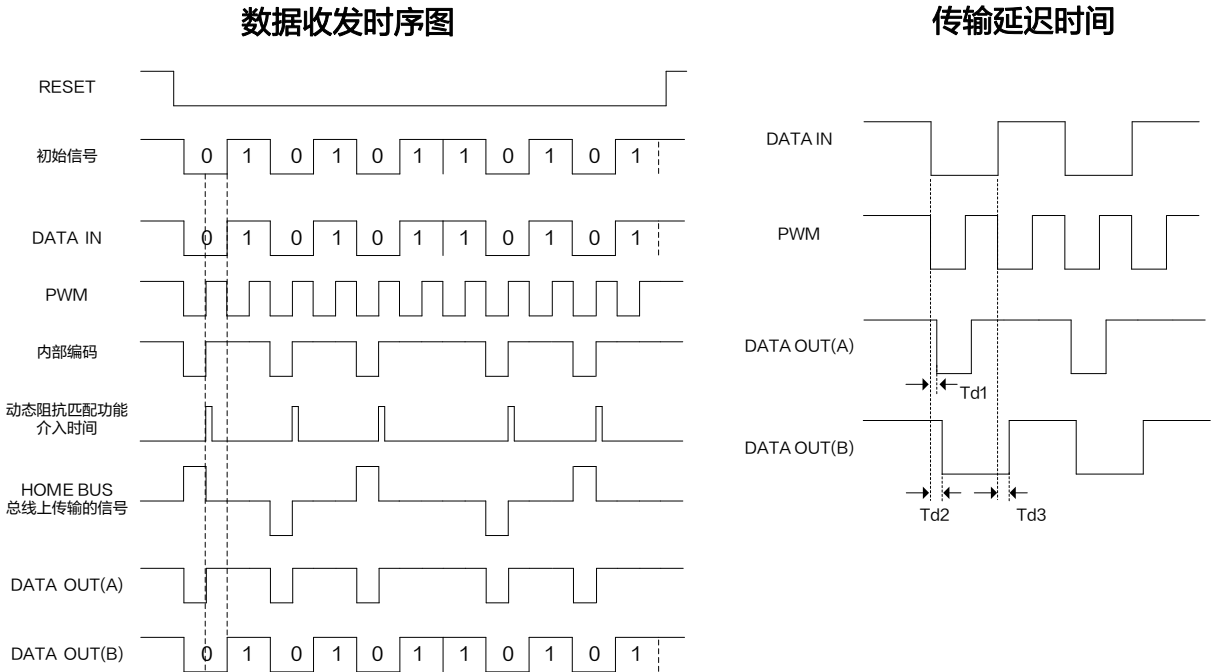 数据收发时序图
RESET
初始信号
0 1 0 1 0 1 1 0 1 0 1
DATA IN
0 1 0 1 0 1 1 0 1 0 1
PWM
内部编码
动态阻抗匹配功能
介入时间
HOME BUS
总线上传输的信号
DATA OUT(A)
DATA OUT(B)
0 1 0 1 0 1 1 0 1 0 1
传输延迟时间
DATA IN
PWM
DATA OUT(A)
Td1
DATA OUT(B)
Td2 Td3